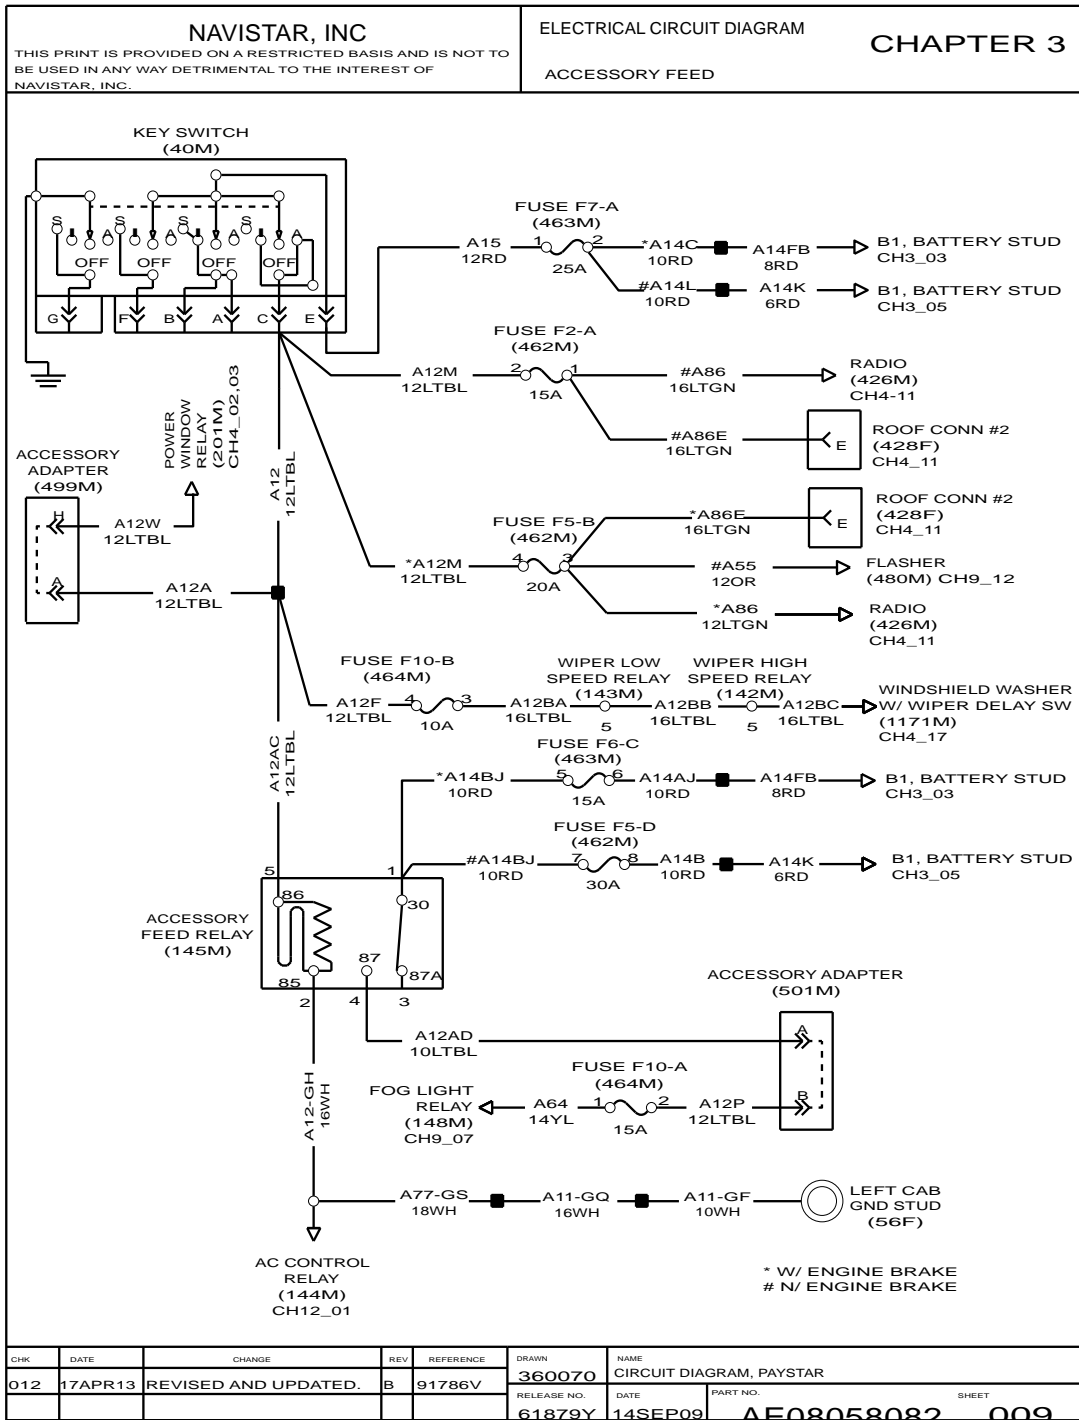 NAVISTAR, INC
THIS PRINT IS PROVIDED ON A RESTRICTED BASIS AND IS NOT TO
BE USED IN ANY WAY DETRIMENTAL TO THE INTEREST OF
NAVISTAR, INC.
ELECTRICAL CIRCUIT DIAGRAM
ACCESSORY FEED
CHAPTER 3
KEY SWITCH
(40M)
S I A S I A S I A S I A
OFF OFF OFF OFF
G F B A C E
FUSE F7-A
(463M)
A15
12RD
1 2
25A
*A14C
10RD
A14FB
8RD
B1, BATTERY STUD
CH3_03
#A14L
10RD
A14K
6RD
B1, BATTERY STUD
CH3_05
FUSE F2-A
(462M)
A12M
12LTBL
2 1
15A
#A86
16LTGN
RADIO
(426M)
CH4-11
#A86E
16LTGN
E
ROOF CONN #2
(428F)
CH4_11
POWER
WINDOW
RELAY
(201M)
CH4_02,03
A12
12LTBL
ACCESSORY
ADAPTER
(499M)
H
A12W
12LTBL
A
A12A
12LTBL
FUSE F5-B
(462M)
*A12M
12LTBL
4 3
20A
*A86E
16LTGN
E
ROOF CONN #2
(428F)
CH4_11
#A55
12OR
FLASHER
(480M) CH9_12
*A86
12LTGN
RADIO
(426M)
CH4_11
FUSE F10-B
(464M)
A12F
12LTBL
4 3
10A
A12BA
16LTBL
WIPER LOW
SPEED RELAY
(143M)
5
A12BB
16LTBL
WIPER HIGH
SPEED RELAY
(142M)
5
A12BC
16LTBL
WINDSHIELD WASHER
W/ WIPER DELAY SW
(1171M)
CH4_17
A12AC
12LTBL
FUSE F6-C
(463M)
*A14BJ
10RD
5 6
15A
A14AJ
10RD
A14FB
8RD
B1, BATTERY STUD
CH3_03
FUSE F5-D
(462M)
#A14BJ
10RD
7 8
30A
A14B
10RD
A14K
6RD
B1, BATTERY STUD
CH3_05
5 1
86 30
ACCESSORY
FEED RELAY
(145M)
87
85 87A
2 4 3
ACCESSORY ADAPTER
(501M)
A12AD
10LTBL
A
FUSE F10-A
(464M)
FOG LIGHT
RELAY
(148M)
CH9_07
A64
14YL
1 2
15A
A12P
12LTBL
B
A12-GH
16WH
A77-GS
18WH
A11-GQ
16WH
A11-GF
10WH
LEFT CAB
GND STUD
(56F)
AC CONTROL
RELAY
(144M)
CH12_01
* W/ ENGINE BRAKE
# N/ ENGINE BRAKE
CHK DATE CHANGE REV REFERENCE
012 17APR13 REVISED AND UPDATED. B 91786V
DRAWN
360070
NAME
CIRCUIT DIAGRAM, PAYSTAR
RELEASE NO.
61879Y
DATE
14SEP09
PART NO.
AF08058082
SHEET
009